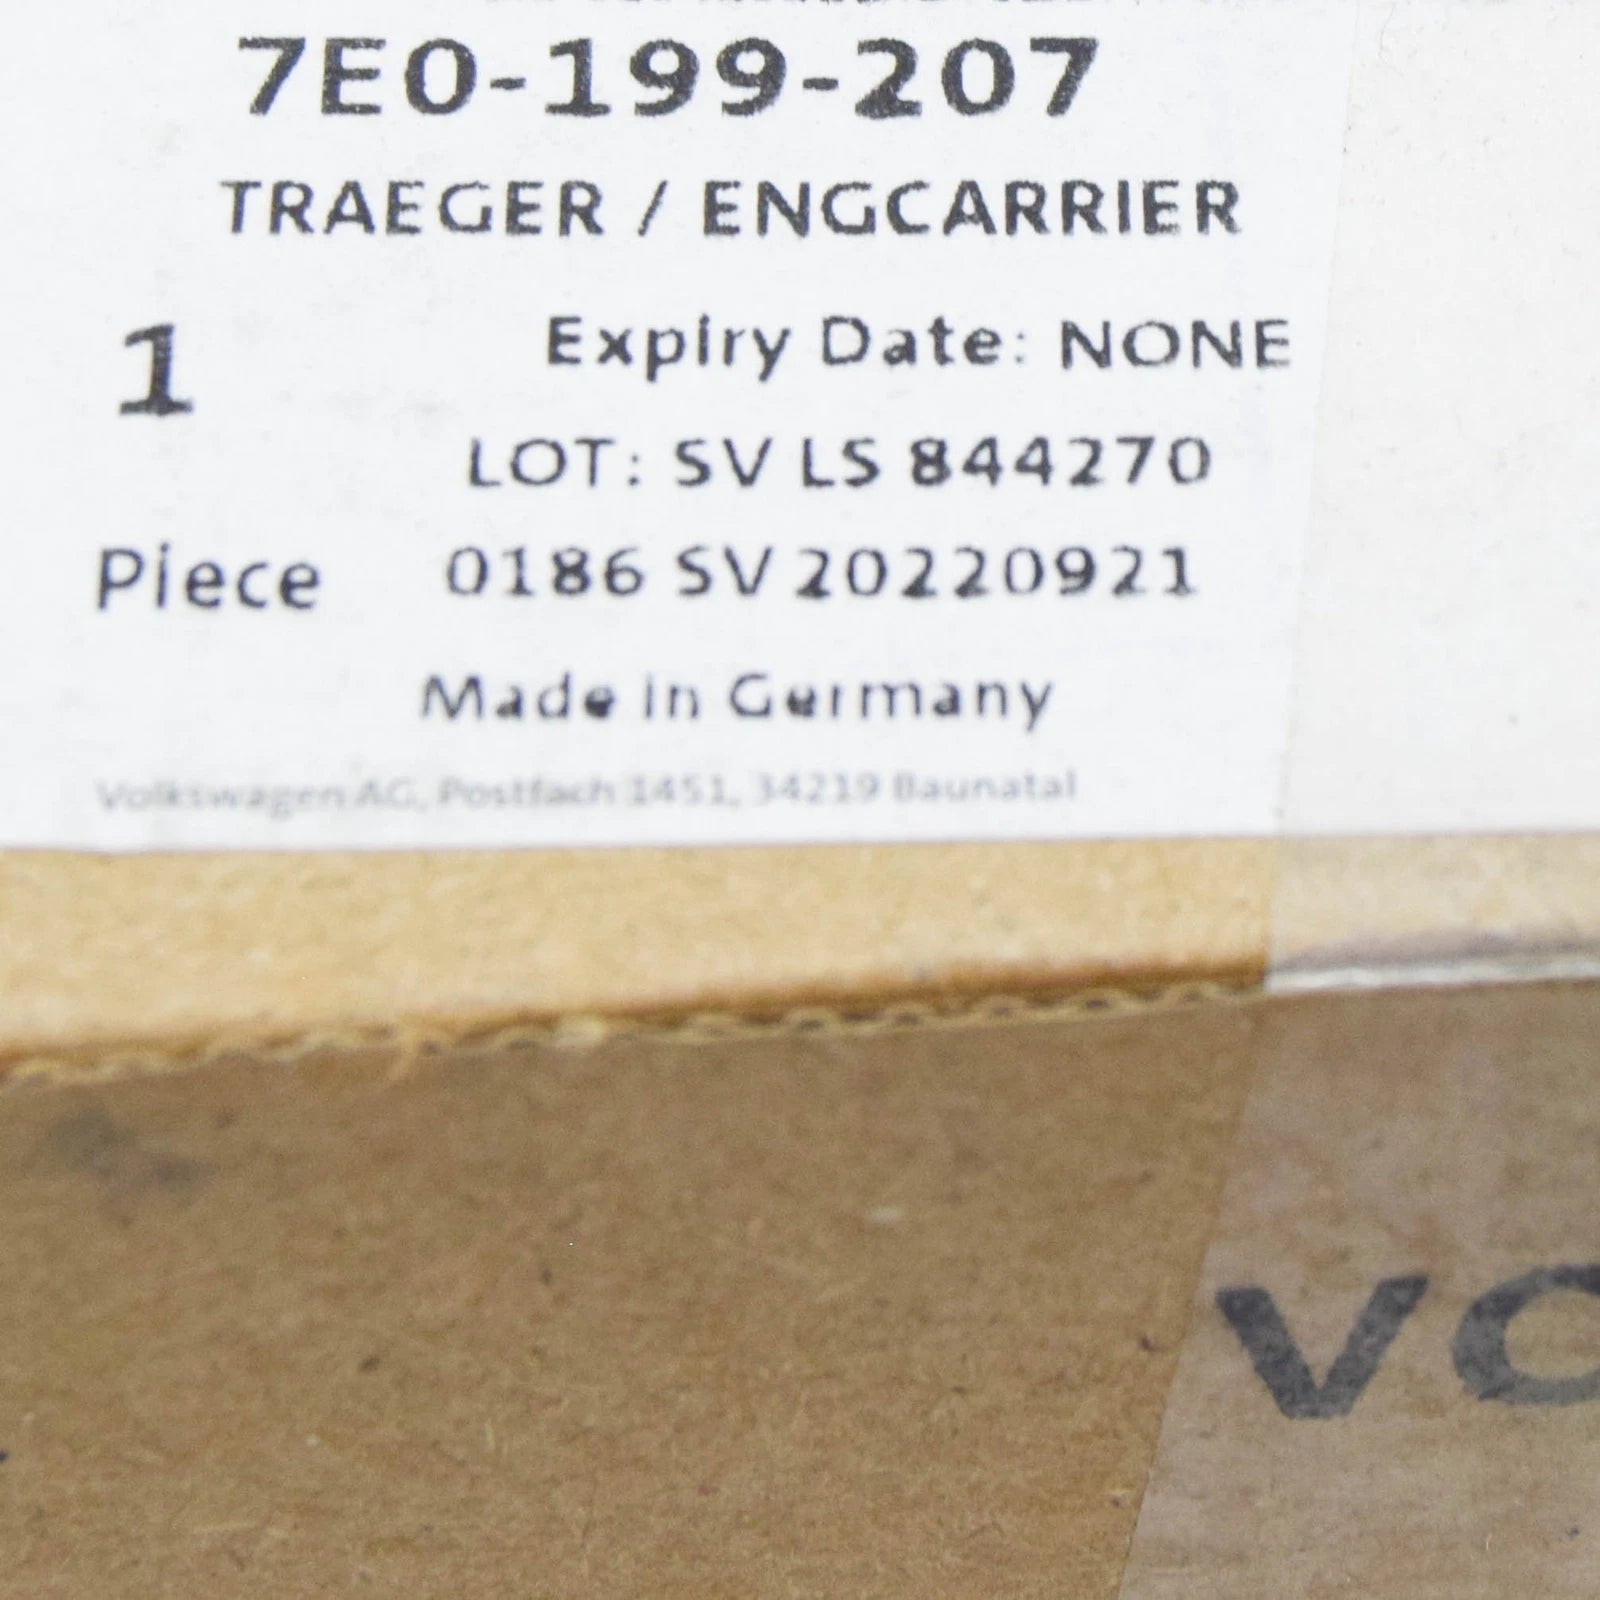 7E0-199-207
TRAEGER / ENGCARRIER
1
Expiry Date: NONE
LOT: SV LS 844270
Piece
0186 SV 20220921
Made in Germany
Volkswagen AG, Postfach 1451, 34219 Baunatal
VO